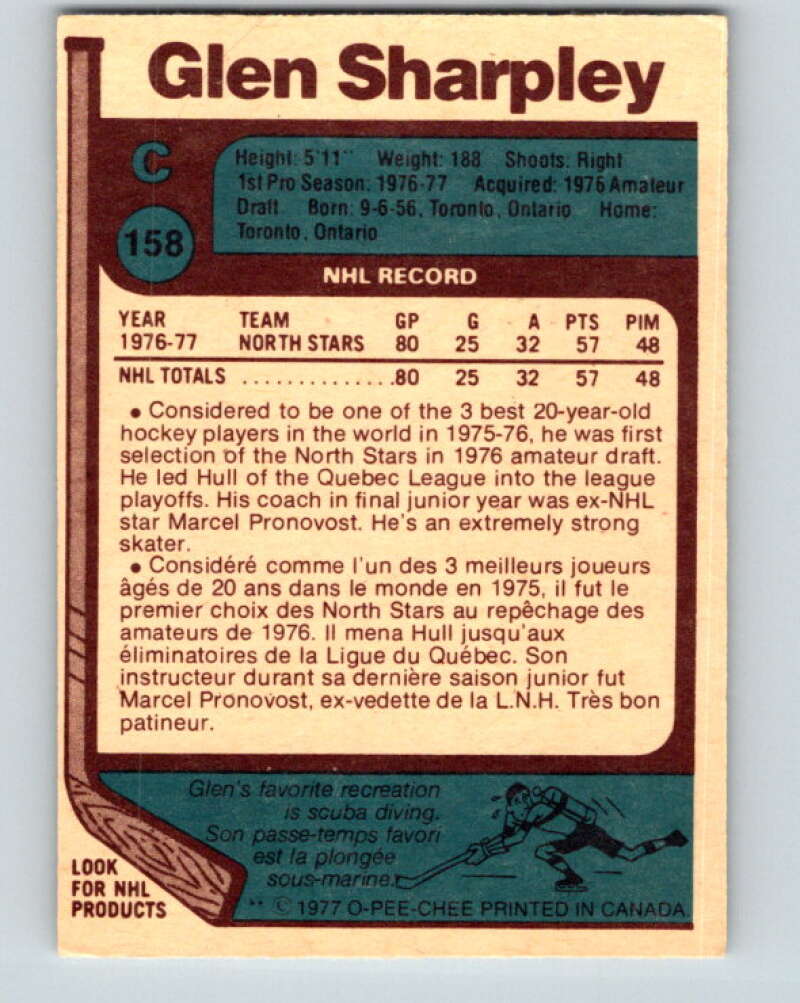 Glen Sharpley
C
158
Height: 5'11" Weight: 188 Shoots: Right
1st Pro Season: 1976-77 Acquired: 1976 Amateur
Draft Born: 9-6-56, Toronto, Ontario Home:
Toronto, Ontario
NHL RECORD
YEAR TEAM GP G A PTS PIM
1976-77 NORTH STARS 80 25 32 57 48
NHL TOTALS ...............80 25 32 57 48
• Considered to be one of the 3 best 20-year-old
hockey players in the world in 1975-76, he was first
selection of the North Stars in 1976 amateur draft.
He led Hull of the Quebec League into the league
playoffs. His coach in final junior year was ex-NHL
star Marcel Pronovost. He's an extremely strong
skater.
• Considéré comme l'un des 3 meilleurs joueurs
âgés de 20 ans dans le monde en 1975, il fut le
premier choix des North Stars au repêchage des
amateurs de 1976. Il mena Hull jusqu'aux
éliminatoires de la Ligue du Québec. Son
instructeur durant sa dernière saison junior fut
Marcel Pronovost, ex-vedette de la L.N.H. Très bon
patineur.
Glen's favorite recreation
is scuba diving.
Son passe-temps favori
est la plongée
sous-marine.
LOOK
FOR NHL
PRODUCTS
** © 1977 O-PEE-CHEE PRINTED IN CANADA.